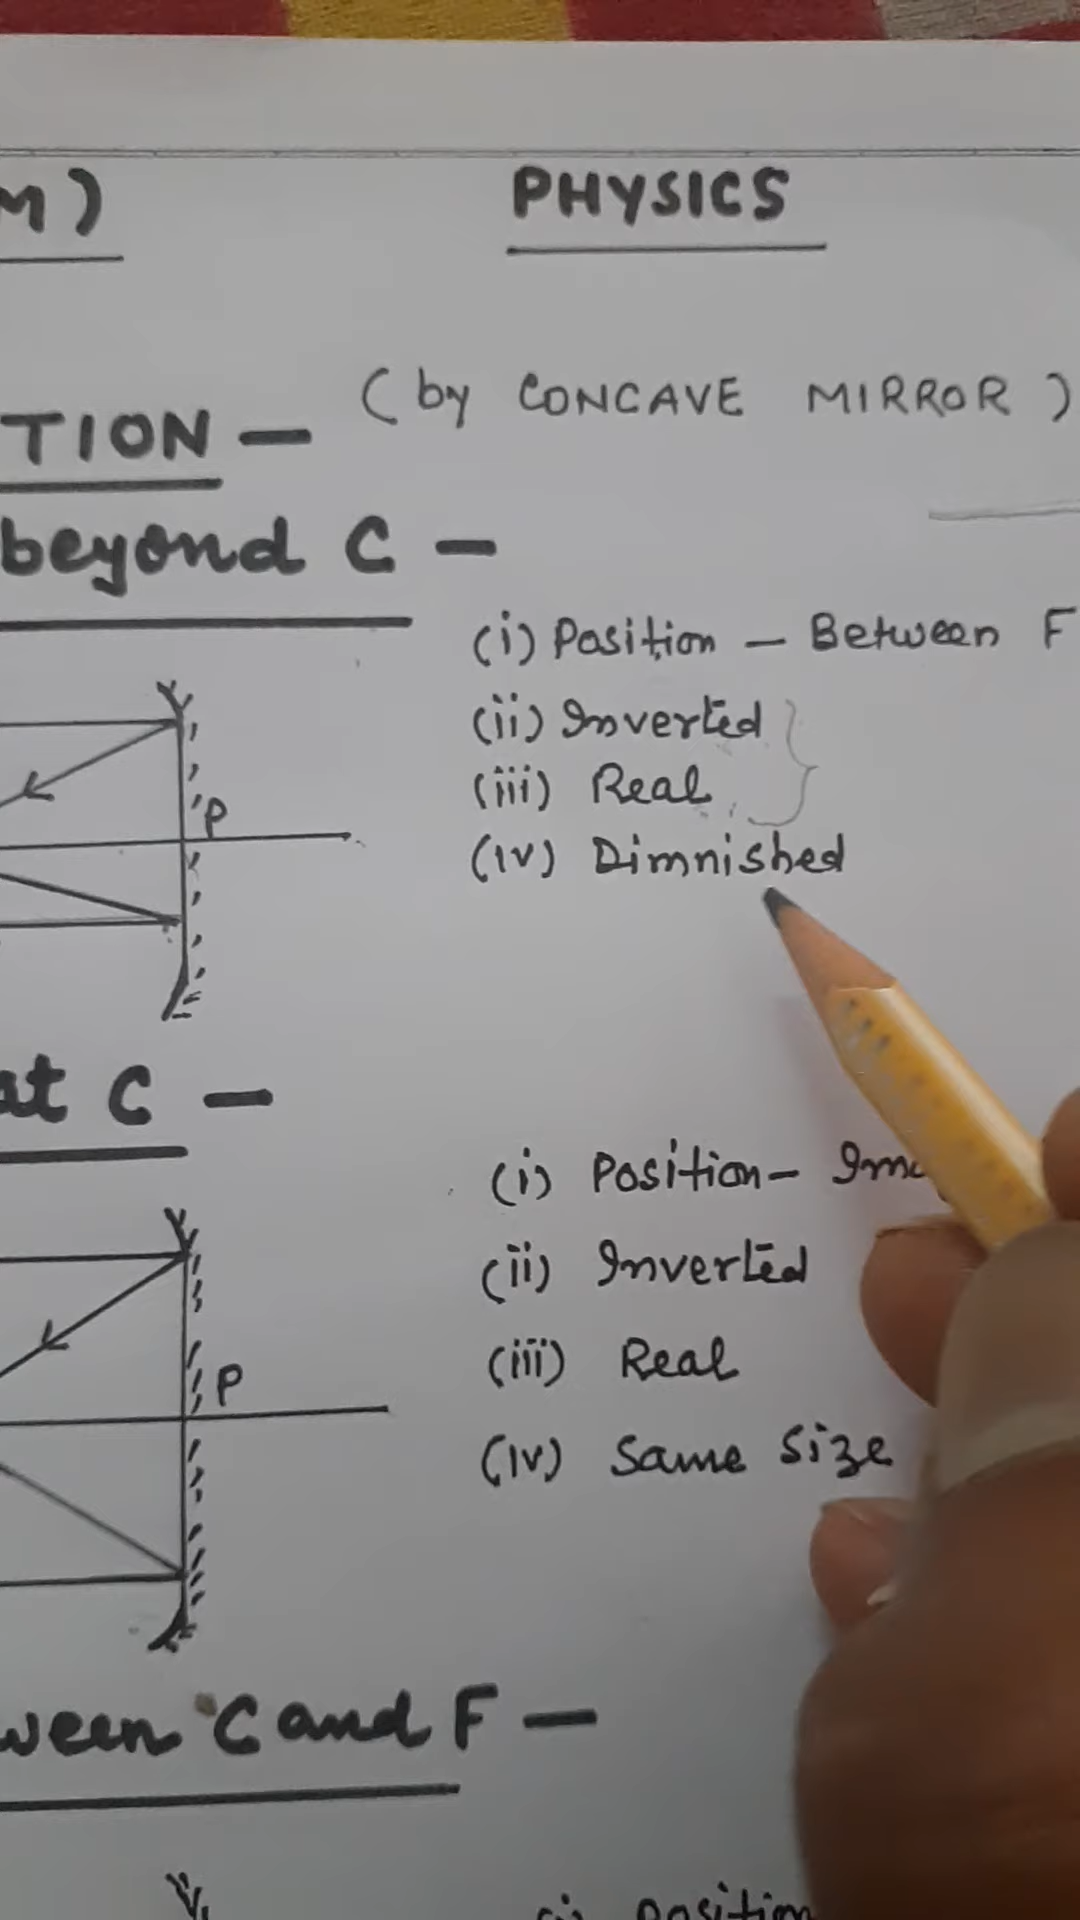 M) PHYSICS
TION — (by CONCAVE MIRROR)
beyond C —
(i) Position — Between F
(ii) Inverted
(iii) Real
P
(iv) Dimnished
at C —
(i) Position —
(ii) Inverted
(iii) Real
P
(iv) Same Size
ween C and F —
position